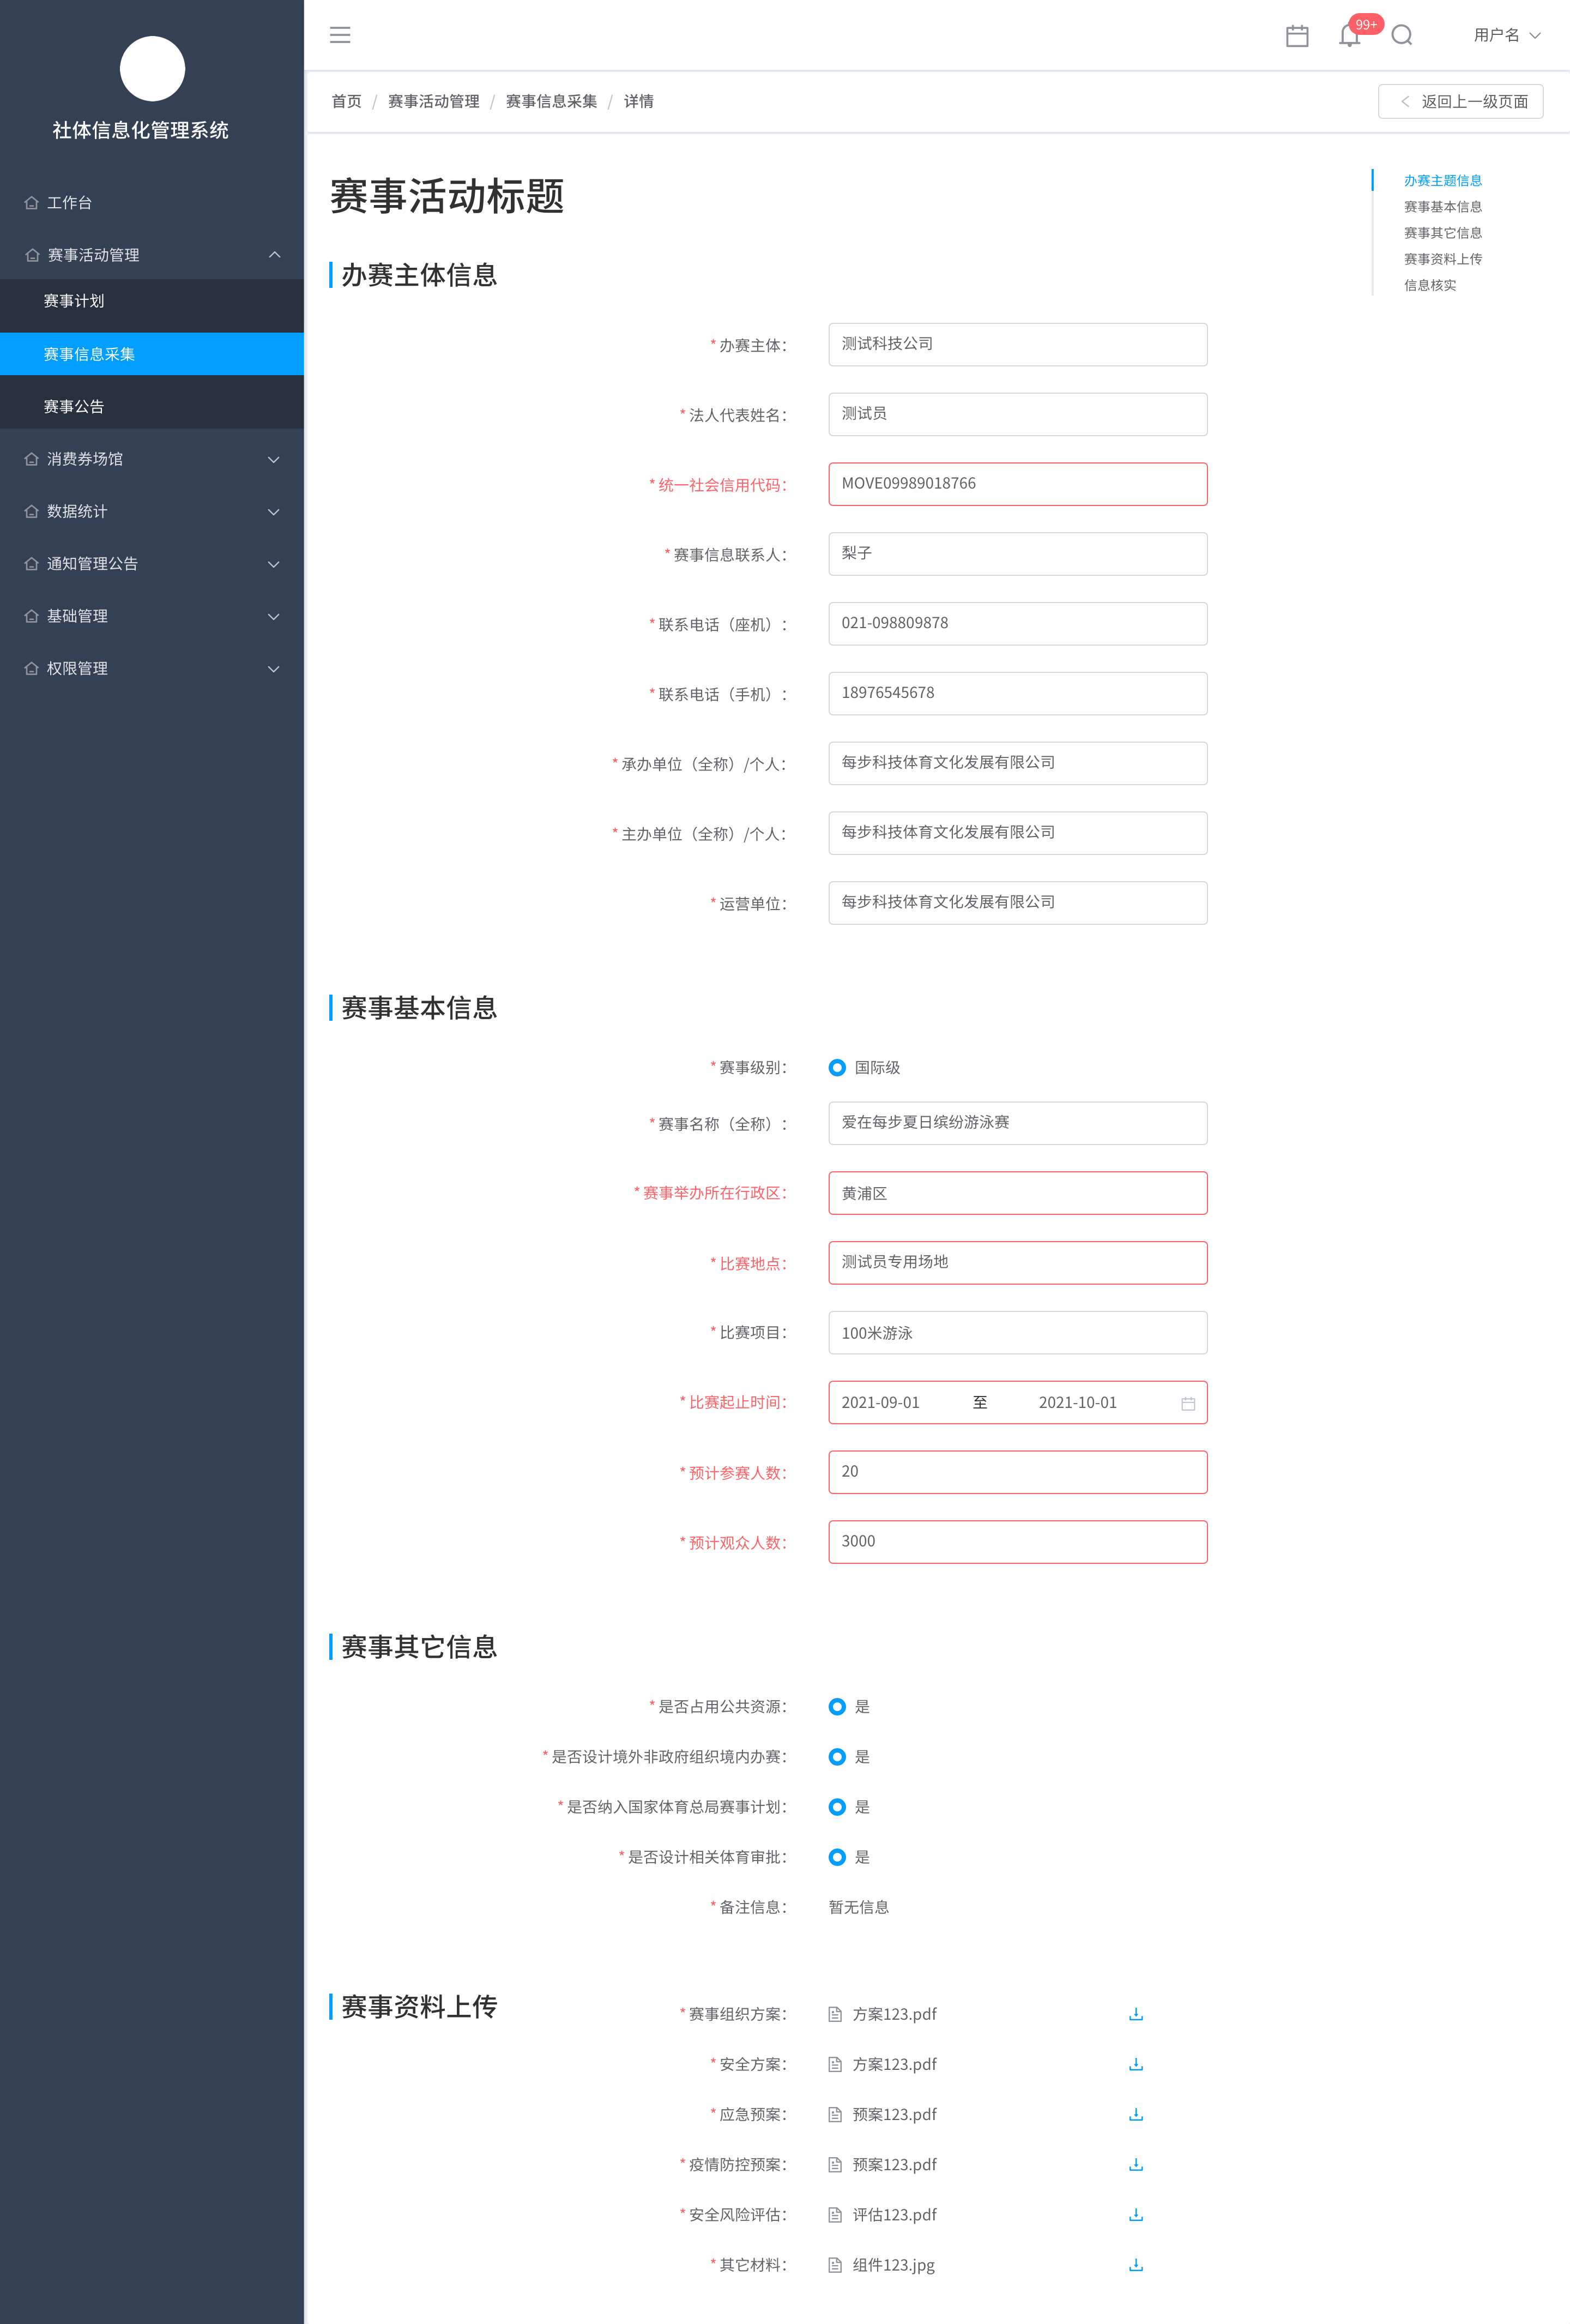 社体信息化管理系统
工作台
赛事活动管理
赛事计划
赛事信息采集
赛事公告
消费券场馆
数据统计
通知管理公告
基础管理
权限管理
99+
用户名
首页 / 赛事活动管理 / 赛事信息采集 / 详情
返回上一级页面
赛事活动标题
办赛主题信息
赛事基本信息
赛事其它信息
赛事资料上传
信息核实
办赛主体信息
* 办赛主体： 测试科技公司
* 法人代表姓名： 测试员
* 统一社会信用代码： MOVE09989018766
* 赛事信息联系人： 梨子
* 联系电话（座机）： 021-098809878
* 联系电话（手机）： 18976545678
* 承办单位（全称）/个人： 每步科技体育文化发展有限公司
* 主办单位（全称）/个人： 每步科技体育文化发展有限公司
* 运营单位： 每步科技体育文化发展有限公司
赛事基本信息
* 赛事级别： 国际级
* 赛事名称（全称）： 爱在每步夏日缤纷游泳赛
* 赛事举办所在行政区： 黄浦区
* 比赛地点： 测试员专用场地
* 比赛项目： 100米游泳
* 比赛起止时间： 2021-09-01 至 2021-10-01
* 预计参赛人数： 20
* 预计观众人数： 3000
赛事其它信息
* 是否占用公共资源： 是
* 是否设计境外非政府组织境内办赛： 是
* 是否纳入国家体育总局赛事计划： 是
* 是否设计相关体育审批： 是
* 备注信息： 暂无信息
赛事资料上传
* 赛事组织方案： 方案123.pdf
* 安全方案： 方案123.pdf
* 应急预案： 预案123.pdf
* 疫情防控预案： 预案123.pdf
* 安全风险评估： 评估123.pdf
* 其它材料： 组件123.jpg